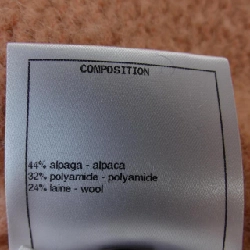 COMPOSITION
44% alpaga - alpaca
32% polyamide - polyamide
24% laine - wool